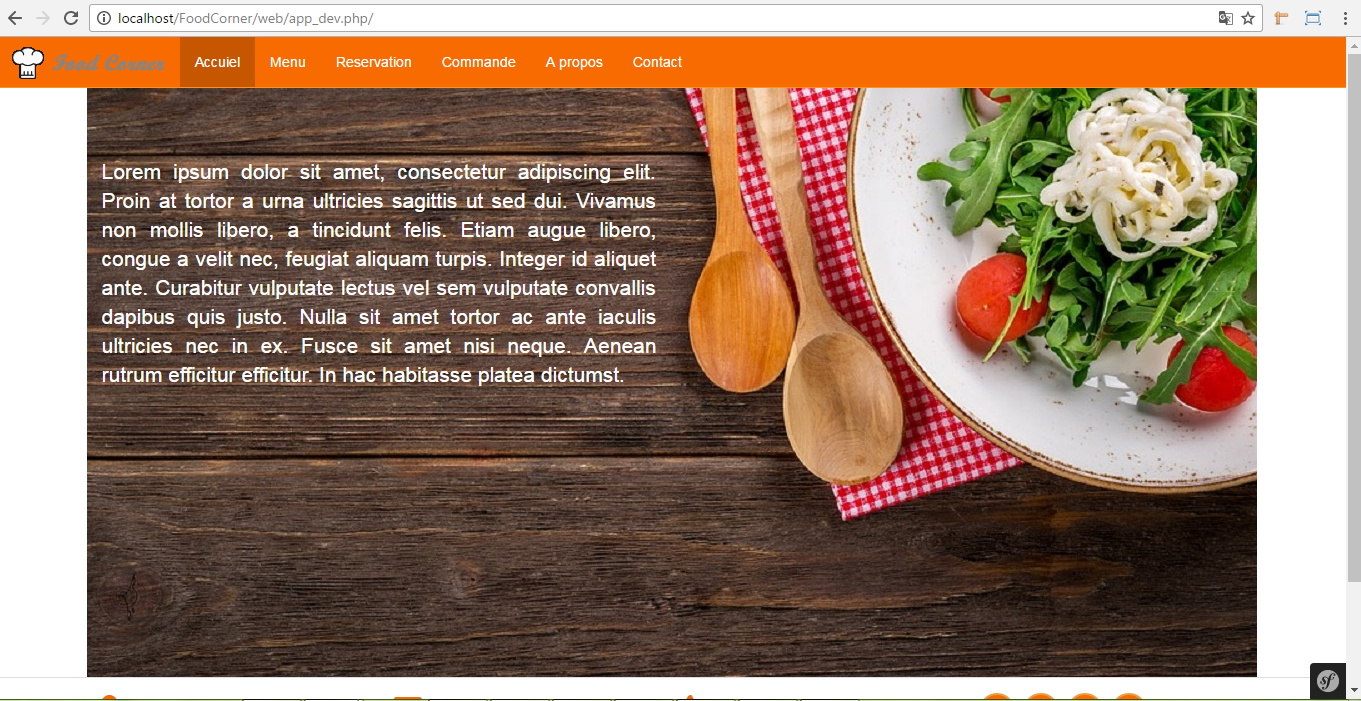 localhost/FoodCorner/web/app_dev.php/
Food Corner Accuiel Menu Reservation Commande A propos Contact
Lorem ipsum dolor sit amet, consectetur adipiscing elit.
Proin at tortor a urna ultricies sagittis ut sed dui. Vivamus
non mollis libero, a tincidunt felis. Etiam augue libero,
congue a velit nec, feugiat aliquam turpis. Integer id aliquet
ante. Curabitur vulputate lectus vel sem vulputate convallis
dapibus quis justo. Nulla sit amet tortor ac ante iaculis
ultricies nec in ex. Fusce sit amet nisi neque. Aenean
rutrum efficitur efficitur. In hac habitasse platea dictumst.
sf